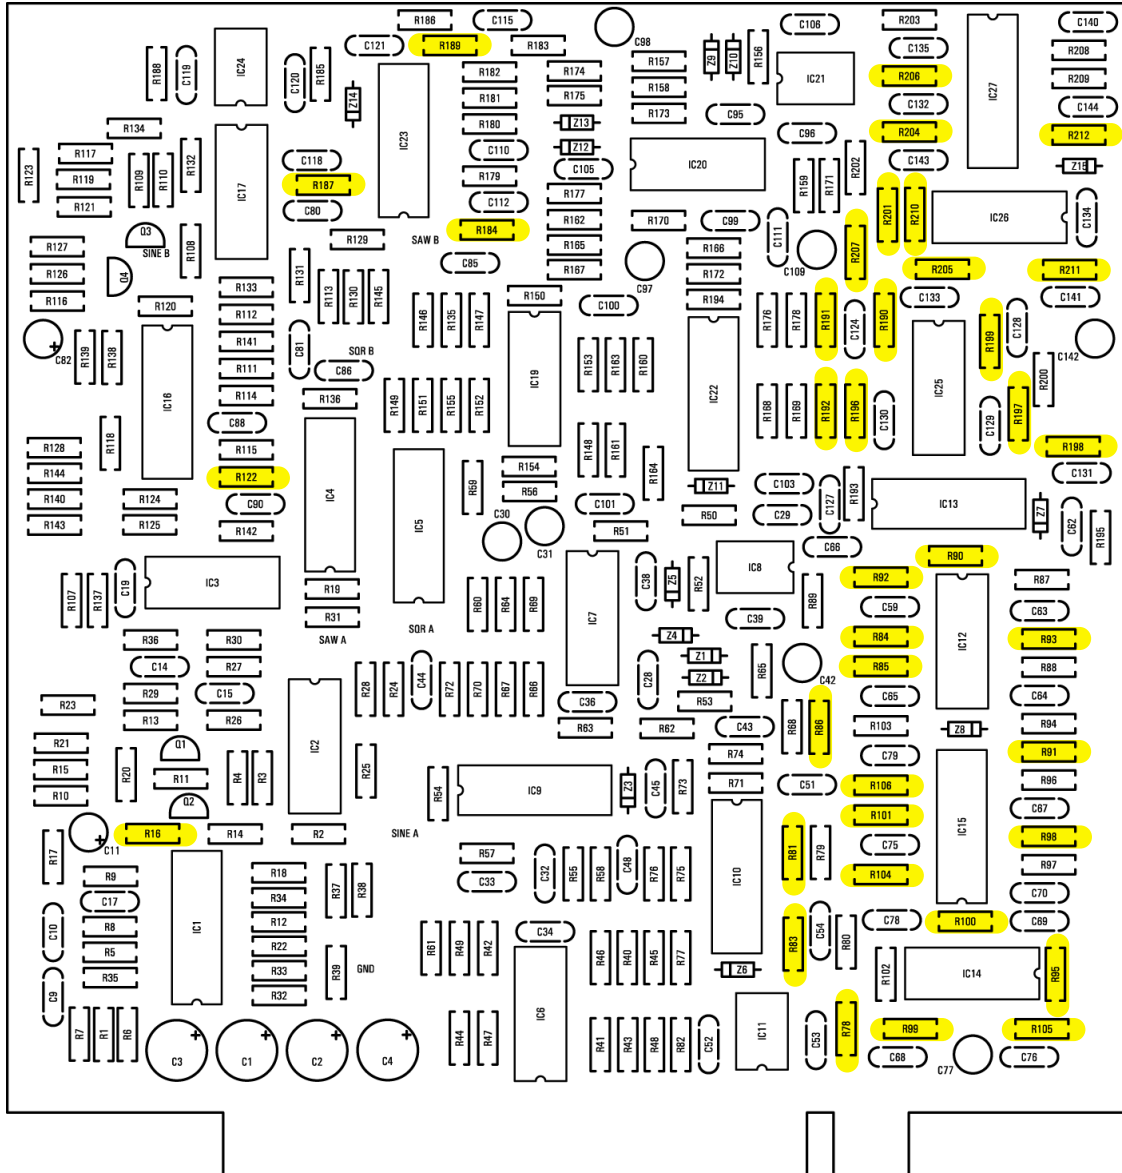 R186 C115 C98 C106 R203 C140
C121 R189 R183 Z9 Z10 R156 C135 R208
R188 C119 IC24 C120 R185 R182 R174 R157 IC21 R206 IC27 R209
Z14 IC23 R181 R175 R158 C132 C144
R134 R180 Z13 R173 C95 C96 R204 R212
R123 R117 R109 R110 R132 IC17 C118 C110 Z12 IC20 R202 C143 Z15
R119 R187 R179 C105 R159 R171
R121 C80 C112 R177 R201 R210 IC26 C134
Q3 R184 R162 R170 C99 C111
R127 SINE B R108 R129 SAW B R165 R166 C109 R207
R126 Q4 R131 C85 R167 C97 R172 R205 R211
R116 R120 R133 R113 R130 R145 R150 R194 C133 C141
C82 R139 R138 IC16 R112 R146 R135 R147 C100 R176 R178 R191 C124 R190 C128 C142
R141 C81 SQR B IC19 R153 R163 R160 IC22 IC25 R199
R111 C86 R200
R114 R136 R149 R151 R155 R152 R168 R169 R192 R196 C130 C129 R197
C88
R128 R118 R115 IC4 R148 R161 R198
R144 R122 IC5 R59 R154 R164 Z11 C103 R193 C131
R140 R124 C90 R56 C101 C127 IC13
R143 R125 R142 C30 C31 R51 R50 C29 Z7 C62 R195
C66 R90
R107 R137 C19 IC3 R19 IC7 C38 Z5 R52 IC8 R89 R92 R87
R31 R60 R64 R69 C39 C59 IC12 C63
R36 R30 SAW A SQR A Z4 R84 R93
C14 R27 Z1 R65 R85 R88
R29 C15 R28 R24 C44 R72 R70 R67 R66 C28 Z2 C42 C65 C64
R23 R13 R26 C36 R53 R68 R86
R21 Q1 IC2 R63 R62 C43 R103 Z8 R94
R15 R20 R11 R4 R3 R25 R74 C79 R91
R10 Q2 R54 IC9 Z3 C45 R73 R71 C51 R106 R96
C11 R16 R14 R2 SINE A R101 IC15 C67
R17 R57 C48 IC10 R81 R79 C75 R98
R9 IC1 R18 R37 R38 C33 C32 R55 R58 R76 R75 R104 R97
C17 R34 C70
C10 R8 R12 R61 R49 R42 C34 C54 C78 R100 C69
R5 R22 R46 R40 R45 R77 R83 R80
C9 R35 R33 R39 GND Z6 R102 IC14 R95
R32 IC6
R7 R1 R6 C3 C1 C2 C4 R44 R47 R41 R43 R48 R82 C52 IC11 C53 R78 R99 R105
C68 C77 C76